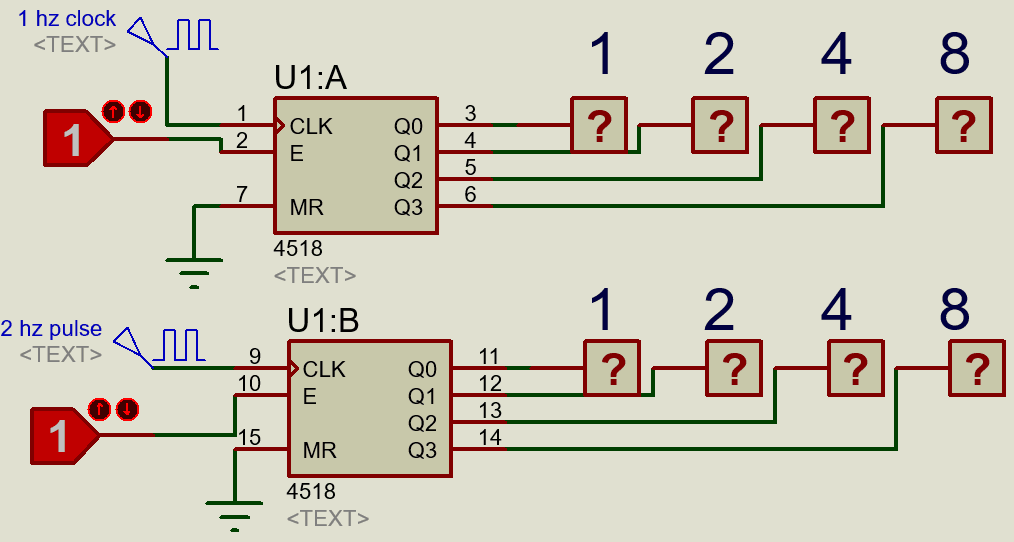 1 hz clock
<TEXT>
1
2
4
8
U1:A
1
1
CLK
Q0
3
?
?
?
?
2
E
Q1
4
Q2
5
7
MR
Q3
6
4518
<TEXT>
1
2
4
8
U1:B
2 hz pulse
<TEXT>
9
CLK
Q0
11
?
?
?
?
10
E
Q1
12
1
Q2
13
15
MR
Q3
14
4518
<TEXT>